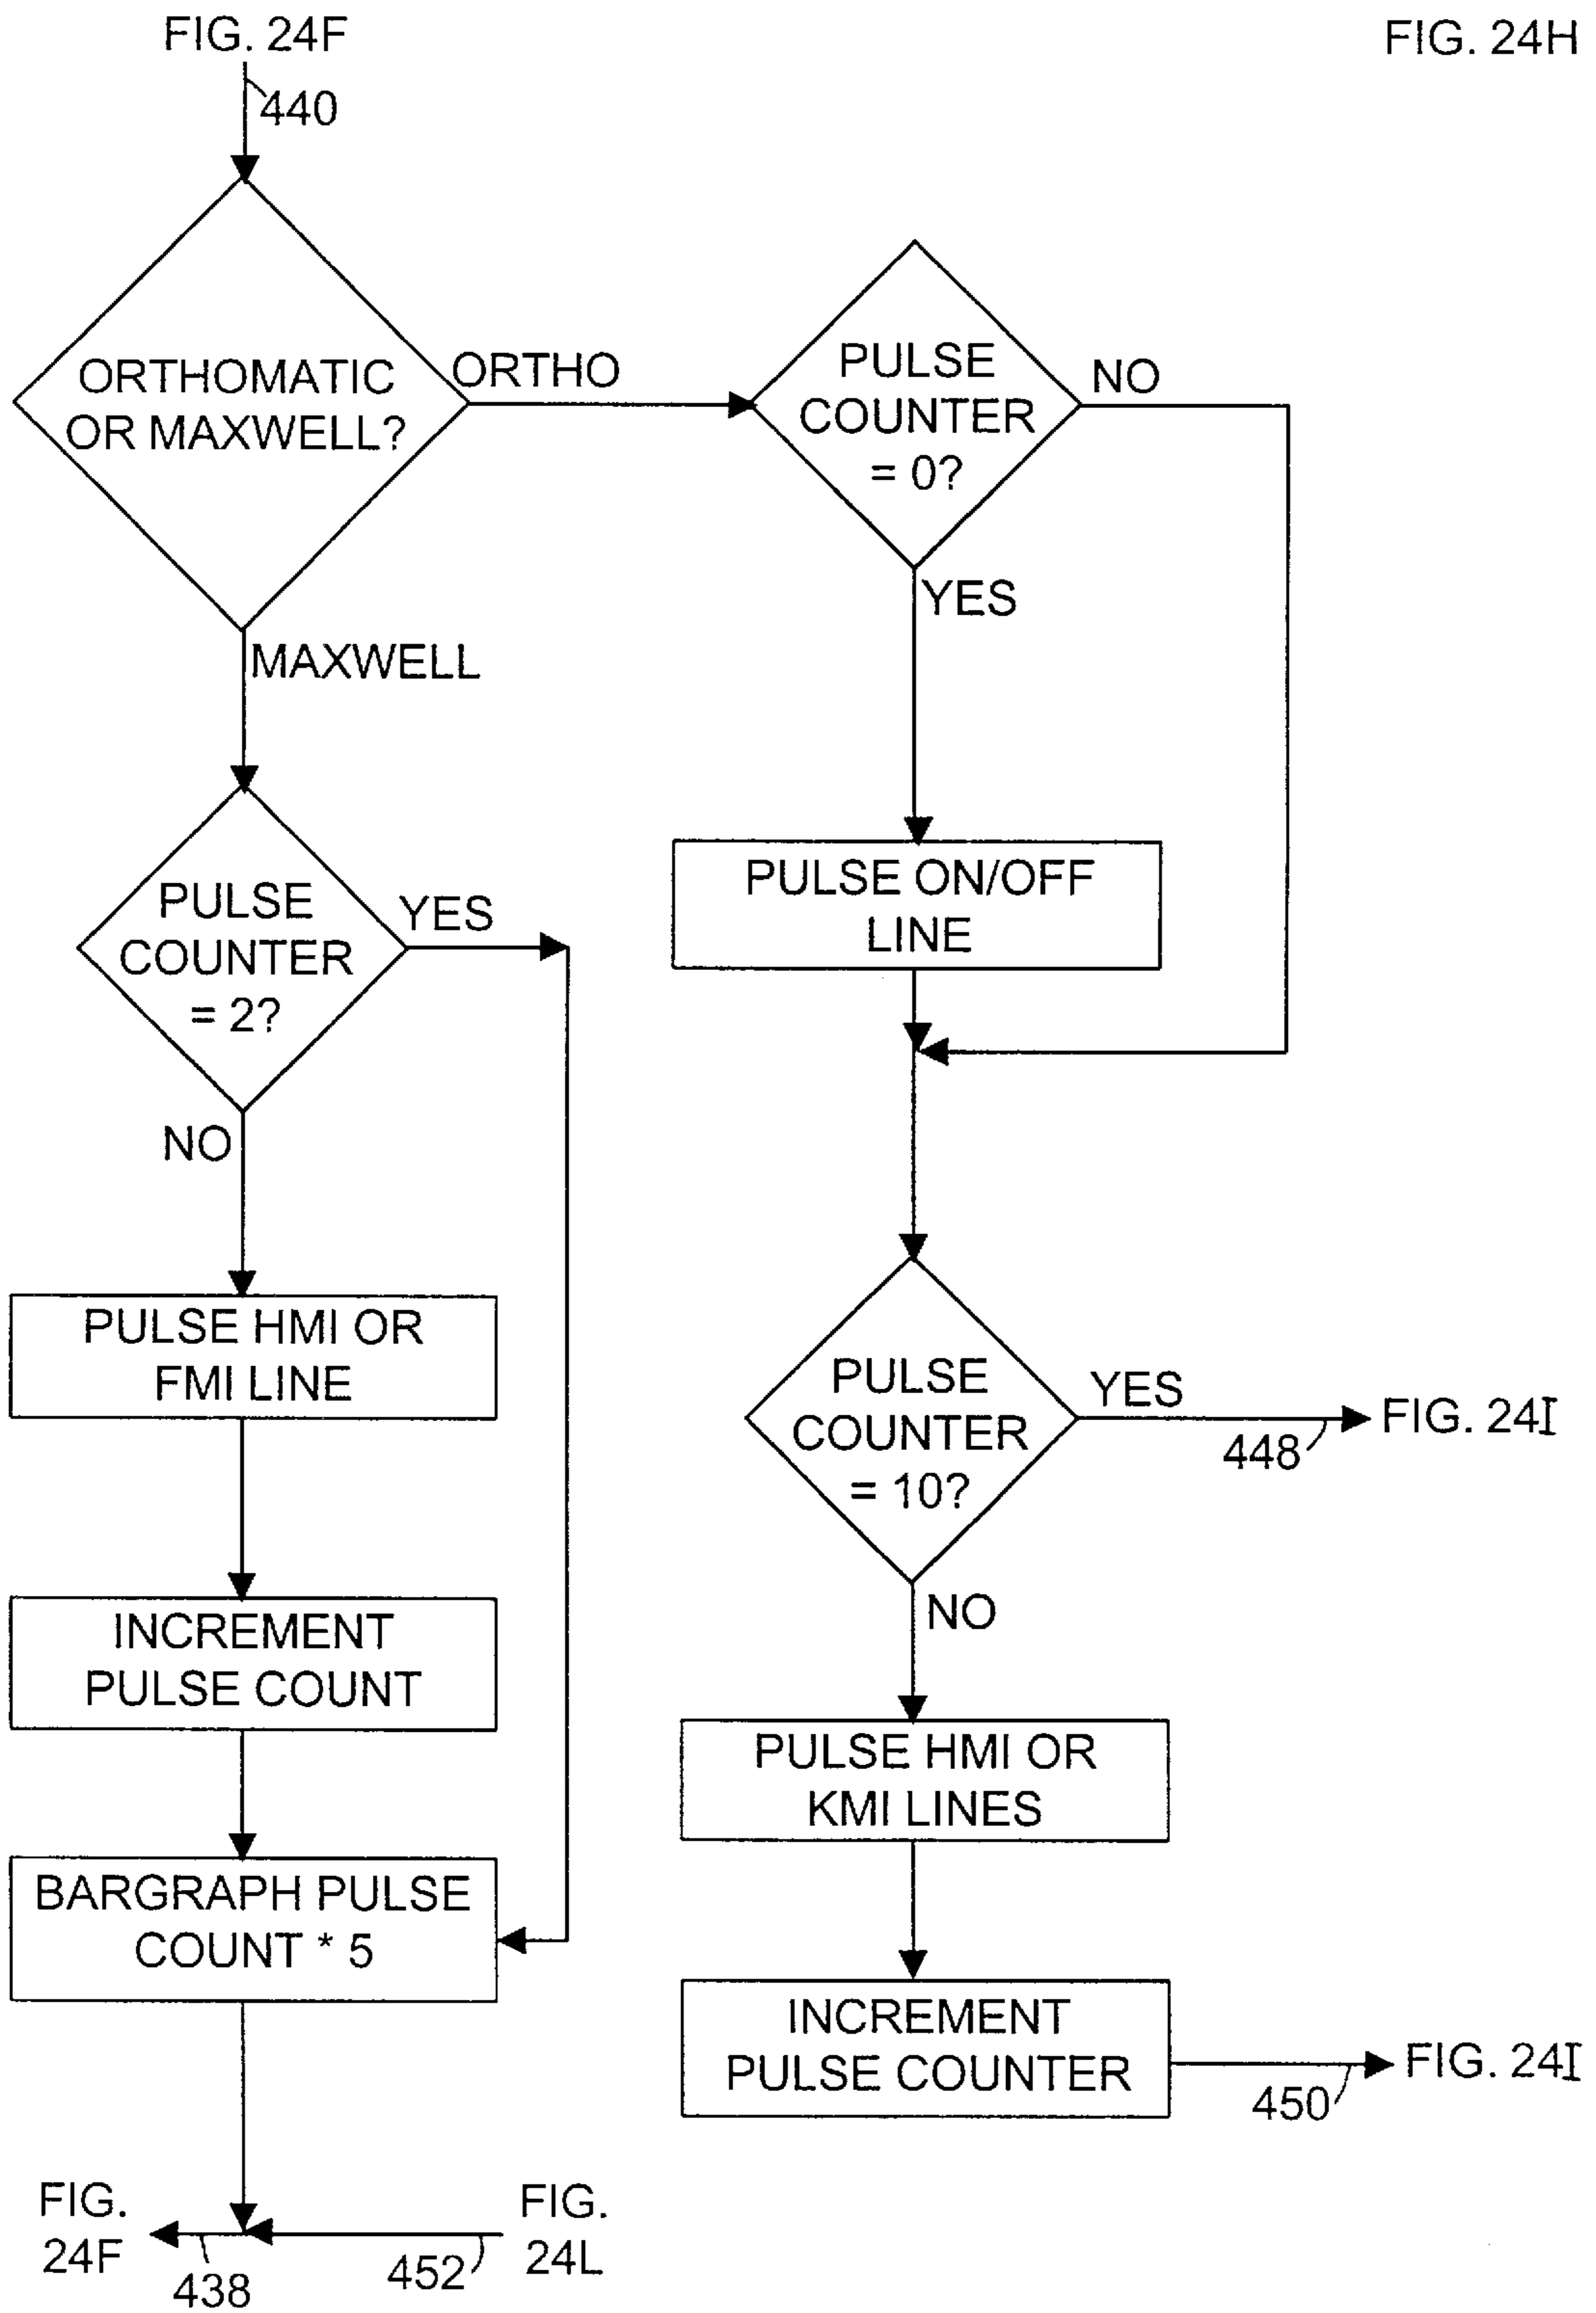 FIG. 24F
FIG. 24H
440
ORTHOMATIC
OR MAXWELL?
ORTHO
PULSE
COUNTER
= 0?
NO
YES
MAXWELL
PULSE ON/OFF
LINE
PULSE
COUNTER
= 2?
YES
NO
PULSE HMI OR
FMI LINE
PULSE
COUNTER
= 10?
YES
FIG. 24I
448
NO
INCREMENT
PULSE COUNT
PULSE HMI OR
KMI LINES
BARGRAPH PULSE
COUNT * 5
INCREMENT
PULSE COUNTER
FIG. 24I
450
FIG.
24F
438
452
FIG.
24L